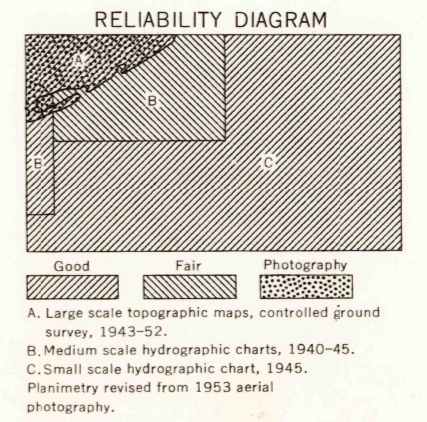 RELIABILITY DIAGRAM
A
B
B
C
Good Fair Photography
A. Large scale topographic maps, controlled ground
survey, 1943-52.
B. Medium scale hydrographic charts, 1940-45.
C. Small scale hydrographic chart, 1945.
Planimetry revised from 1953 aerial
photography.